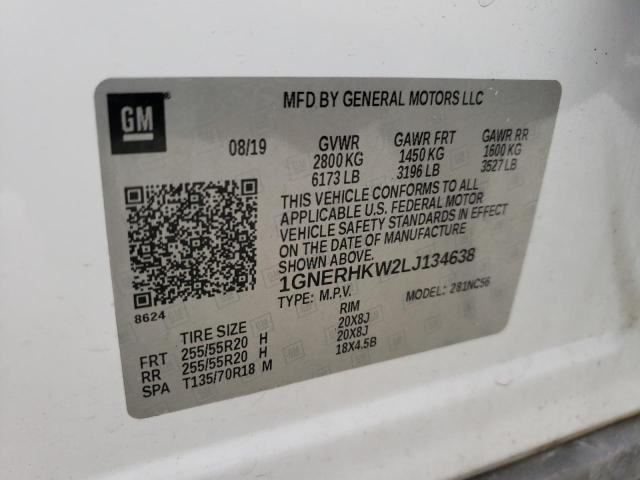 GM
MFD BY GENERAL MOTORS LLC
08/19 GVWR GAWR FRT GAWR RR
2800 KG 1450 KG 1600 KG
6173 LB 3196 LB 3527 LB
THIS VEHICLE CONFORMS TO ALL
APPLICABLE U.S. FEDERAL MOTOR
VEHICLE SAFETY STANDARDS IN EFFECT
ON THE DATE OF MANUFACTURE
SHOWN ABOVE.
1GNERHKW2LJ134638
TYPE: M.P.V. MODEL: 281NC56
8624
TIRE SIZE RIM
FRT 255/55R20 H 20X8J
RR 255/55R20 H 20X8J
SPA T135/70R18 M 18X4.5B